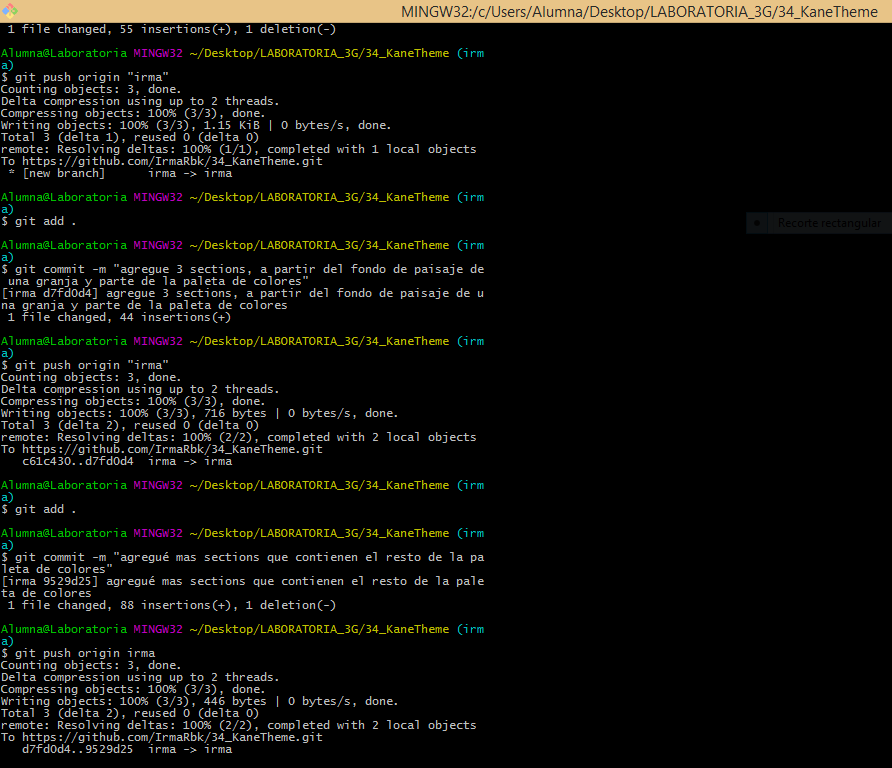 MINGW32:/c/Users/Alumna/Desktop/LABORATORIA_3G/34_KaneTheme
 1 file changed, 55 insertions(+), 1 deletion(-)
Alumna@Laboratoria MINGW32 ~/Desktop/LABORATORIA_3G/34_KaneTheme (irm
a)
$ git push origin "irma"
Counting objects: 3, done.
Delta compression using up to 2 threads.
Compressing objects: 100% (3/3), done.
Writing objects: 100% (3/3), 1.15 KiB | 0 bytes/s, done.
Total 3 (delta 1), reused 0 (delta 0)
remote: Resolving deltas: 100% (1/1), completed with 1 local objects
To https://github.com/IrmaRbk/34_KaneTheme.git
 * [new branch]      irma -> irma
Alumna@Laboratoria MINGW32 ~/Desktop/LABORATORIA_3G/34_KaneTheme (irm
a)
$ git add .
Recorte rectangular
Alumna@Laboratoria MINGW32 ~/Desktop/LABORATORIA_3G/34_KaneTheme (irm
a)
$ git commit -m "agregue 3 sections, a partir del fondo de paisaje de
 una granja y parte de la paleta de colores"
[irma d7fd0d4] agregue 3 sections, a partir del fondo de paisaje de u
na granja y parte de la paleta de colores
 1 file changed, 44 insertions(+)
Alumna@Laboratoria MINGW32 ~/Desktop/LABORATORIA_3G/34_KaneTheme (irm
a)
$ git push origin "irma"
Counting objects: 3, done.
Delta compression using up to 2 threads.
Compressing objects: 100% (3/3), done.
Writing objects: 100% (3/3), 716 bytes | 0 bytes/s, done.
Total 3 (delta 2), reused 0 (delta 0)
remote: Resolving deltas: 100% (2/2), completed with 2 local objects
To https://github.com/IrmaRbk/34_KaneTheme.git
   c61c430..d7fd0d4  irma -> irma
Alumna@Laboratoria MINGW32 ~/Desktop/LABORATORIA_3G/34_KaneTheme (irm
a)
$ git add .
Alumna@Laboratoria MINGW32 ~/Desktop/LABORATORIA_3G/34_KaneTheme (irm
a)
$ git commit -m "agregué mas sections que contienen el resto de la pa
leta de colores"
[irma 9529d25] agregué mas sections que contienen el resto de la pale
ta de colores
 1 file changed, 88 insertions(+), 1 deletion(-)
Alumna@Laboratoria MINGW32 ~/Desktop/LABORATORIA_3G/34_KaneTheme (irm
a)
$ git push origin irma
Counting objects: 3, done.
Delta compression using up to 2 threads.
Compressing objects: 100% (3/3), done.
Writing objects: 100% (3/3), 446 bytes | 0 bytes/s, done.
Total 3 (delta 2), reused 0 (delta 0)
remote: Resolving deltas: 100% (2/2), completed with 2 local objects
To https://github.com/IrmaRbk/34_KaneTheme.git
   d7fd0d4..9529d25  irma -> irma